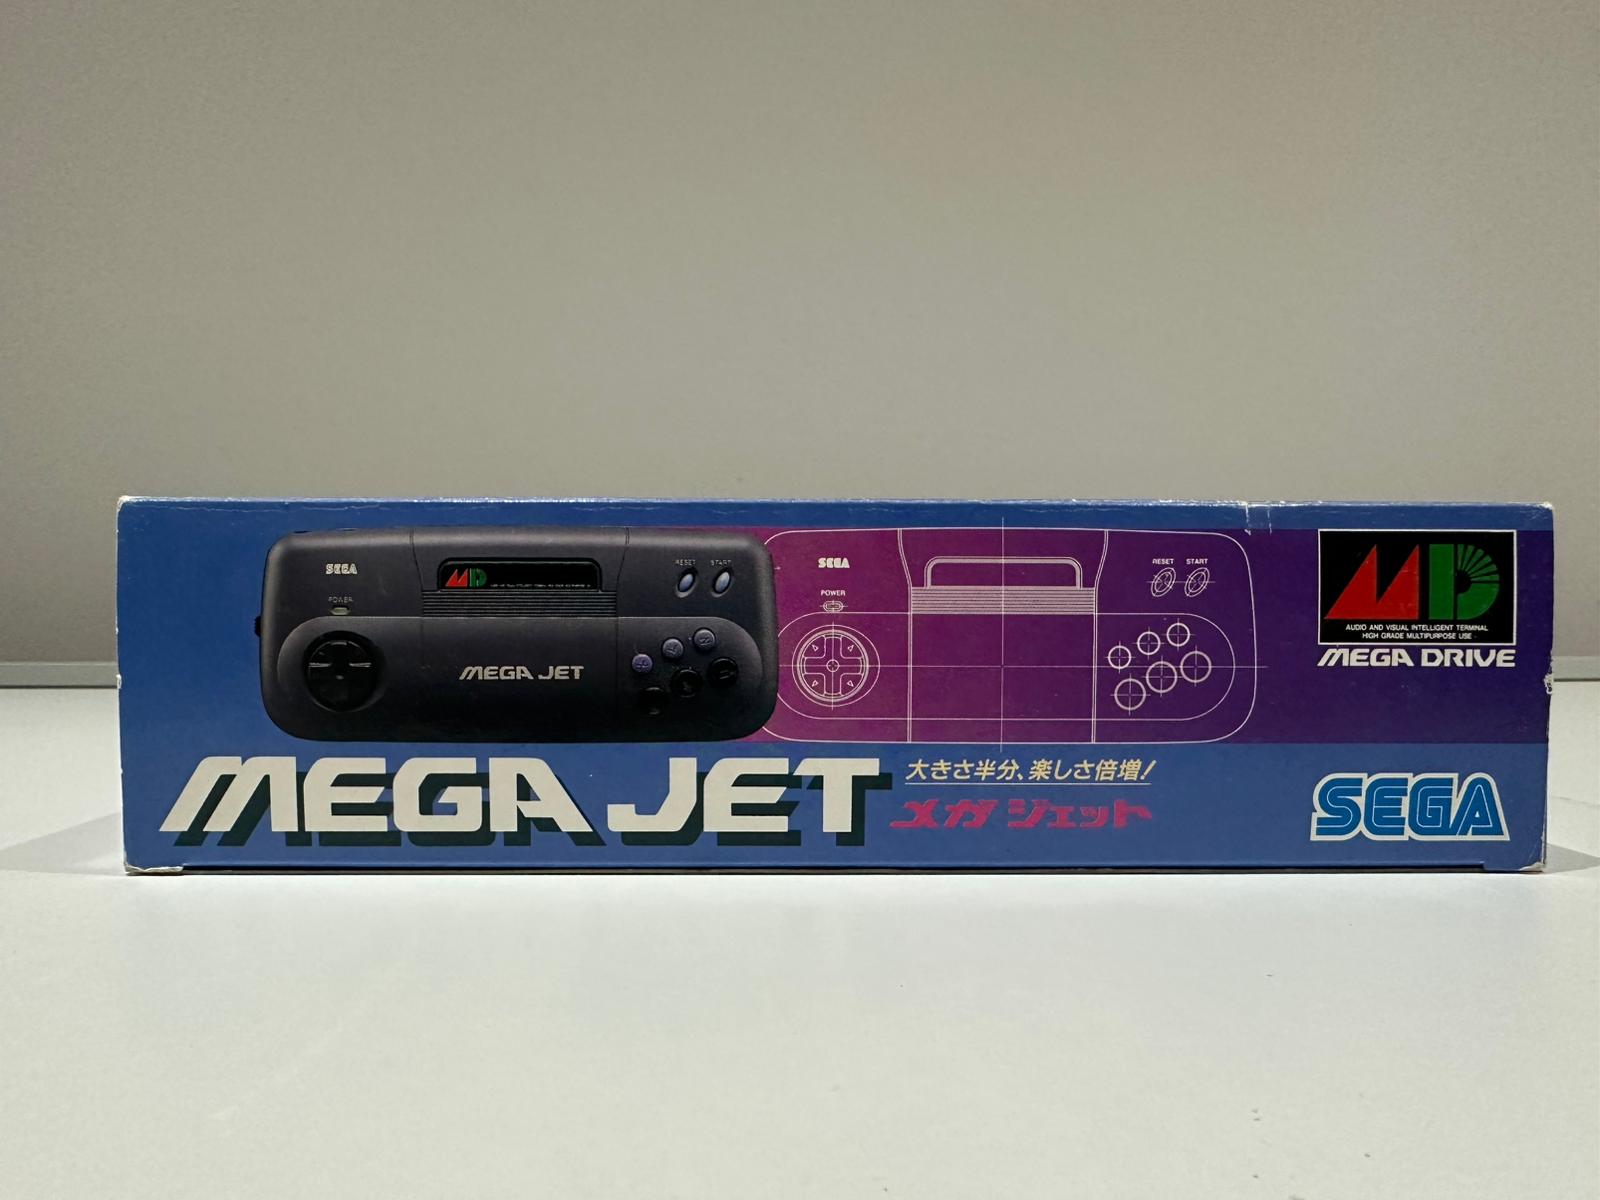 SEGA
POWER
MD
RESET START
MEGA JET
SEGA
POWER
RESET START
MD
AUDIO AND VISUAL INTELLIGENT TERMINAL
HIGH GRADE MULTIPURPOSE USE
MEGA DRIVE
MEGA JET
大きさ半分、楽しさ倍増!
メガジェット
SEGA